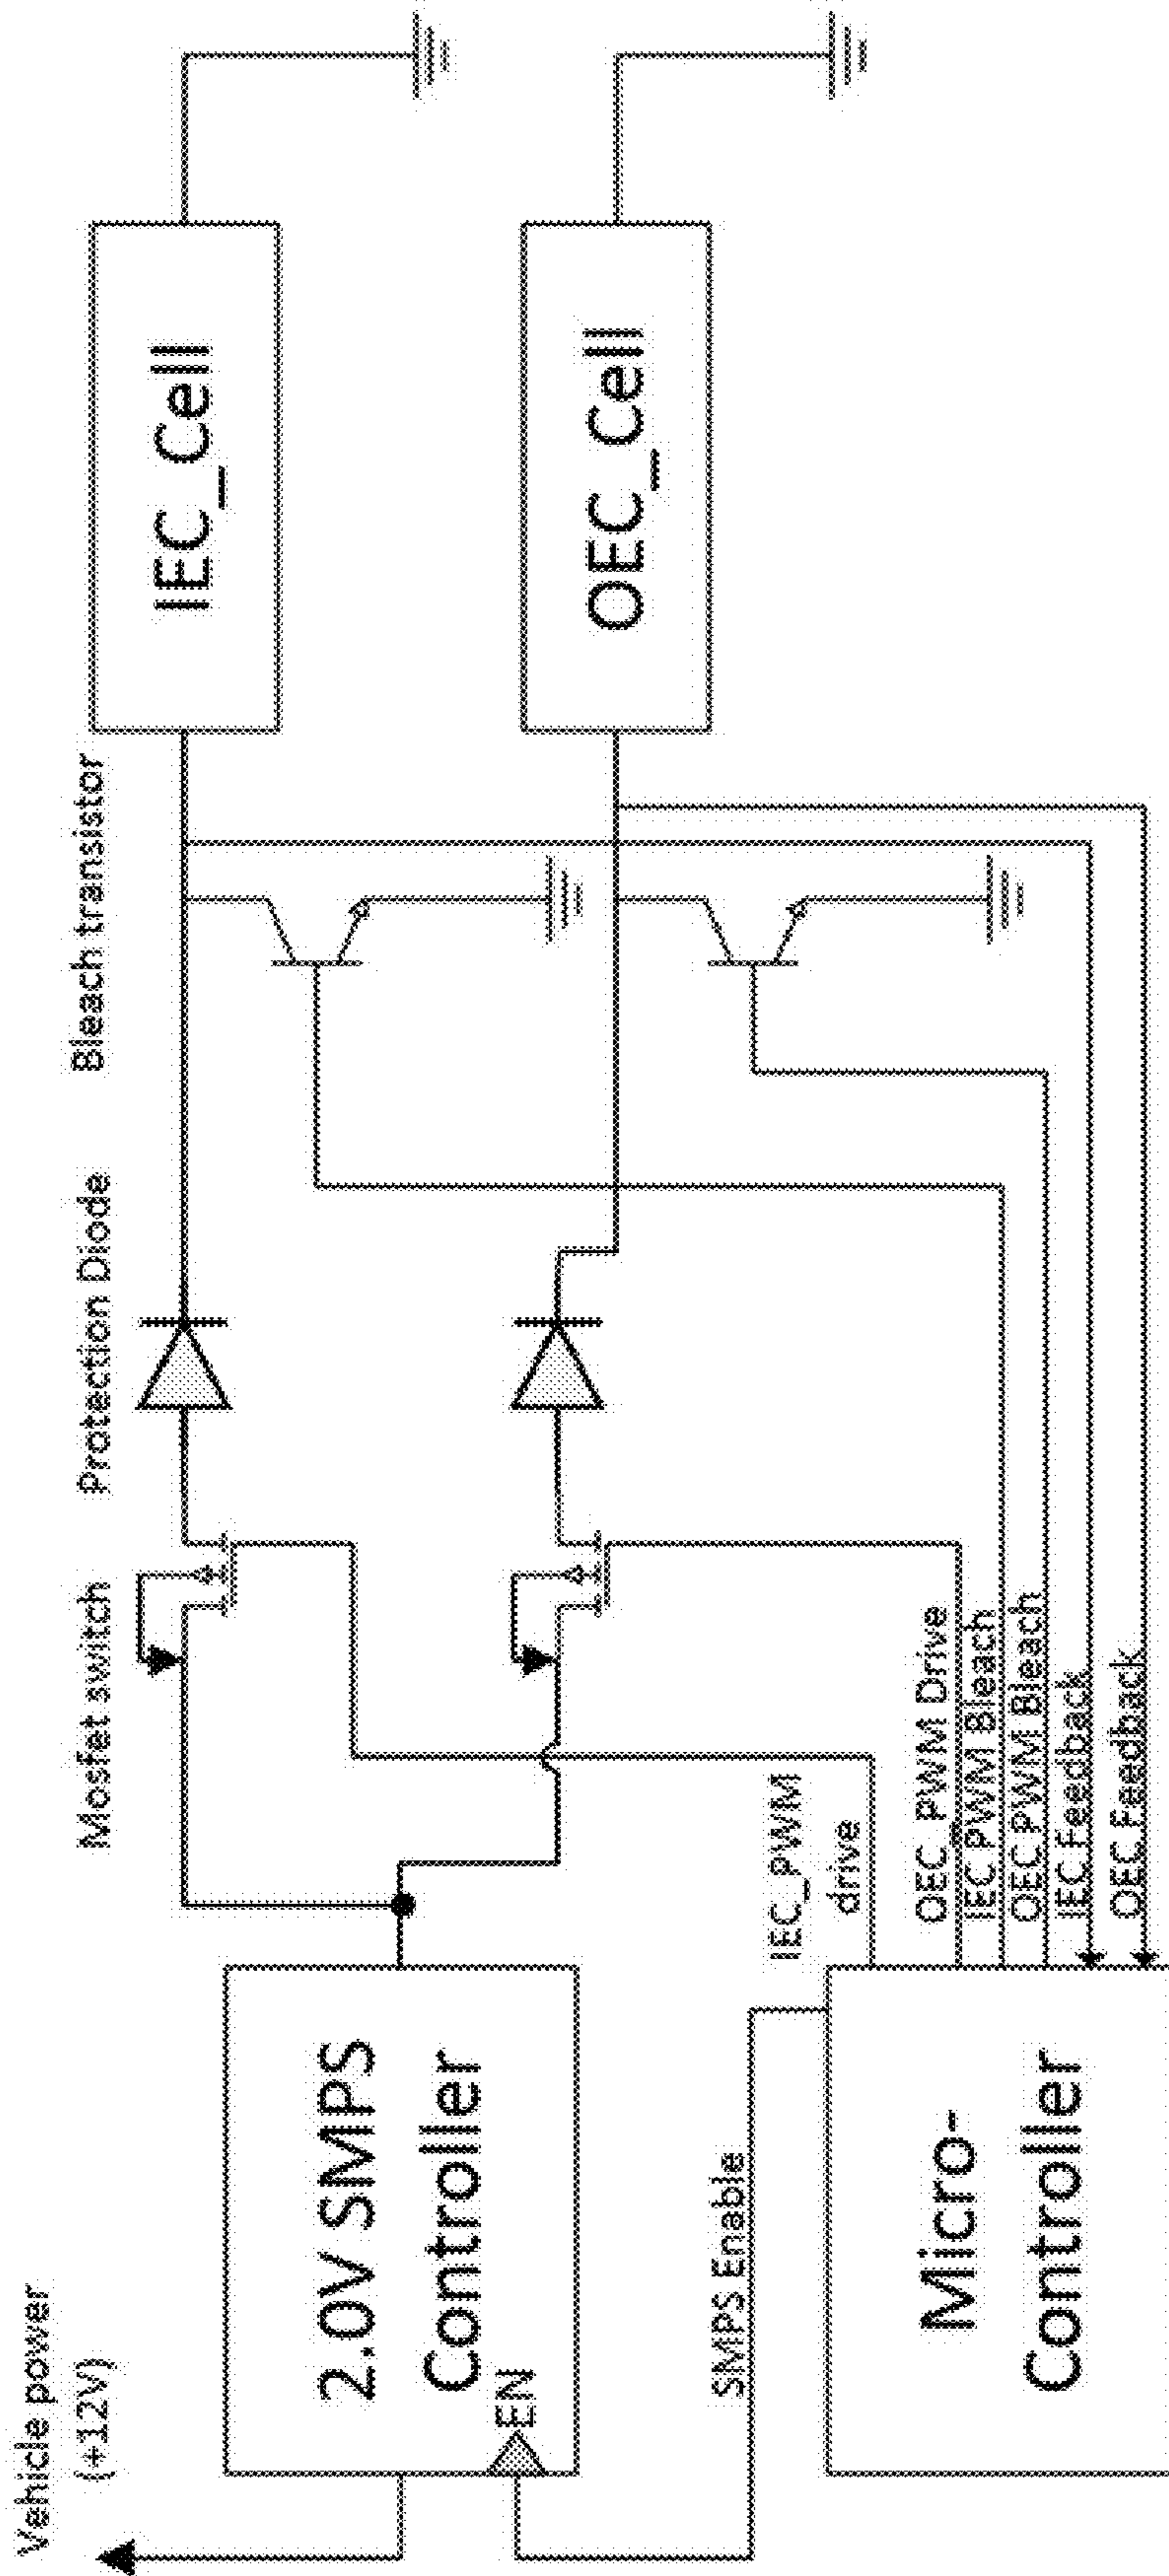 Vehicle power
(+12V)
Mosfet switch
Protection Diode
Bleach transistor
2.0V SMPS
Controller
EN
IEC_Cell
OEC_Cell
SMPS Enable
Micro-
Controller
IEC_PWM
drive
OEC_PWM Drive
IEC PWM Bleach
OEC PWM Bleach
IEC Feedback
OEC Feedback